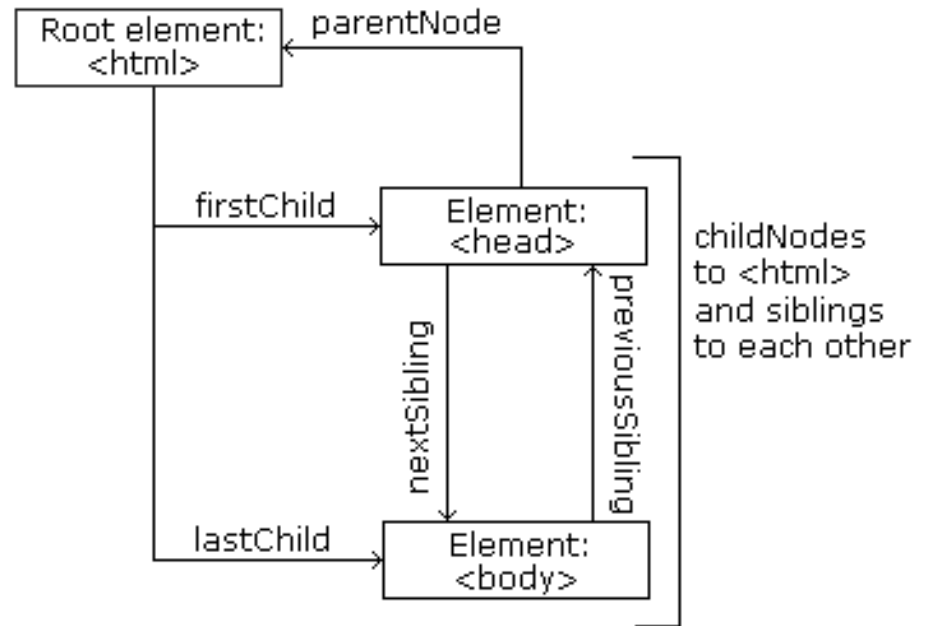 Root element:
<html>
parentNode
firstChild
Element:
<head>
childNodes
to <html>
and siblings
to each other
nextSibling
previousSibling
lastChild
Element:
<body>